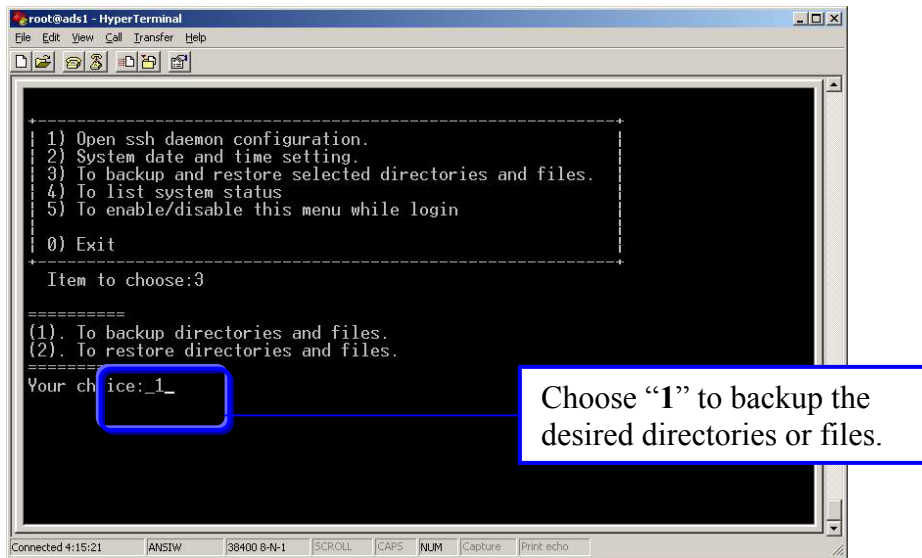 root@ads1 - HyperTerminal
File Edit View Call Transfer Help
1) Open ssh daemon configuration.
2) System date and time setting.
3) To backup and restore selected directories and files.
4) To list system status
5) To enable/disable this menu while login
0) Exit
Item to choose:3
==========
(1). To backup directories and files.
(2). To restore directories and files.
==========
Your choice:_1_
Choose “1” to backup the
desired directories or files.
Connected 4:15:21 ANSIW 38400 8-N-1 SCROLL CAPS NUM Capture Print echo